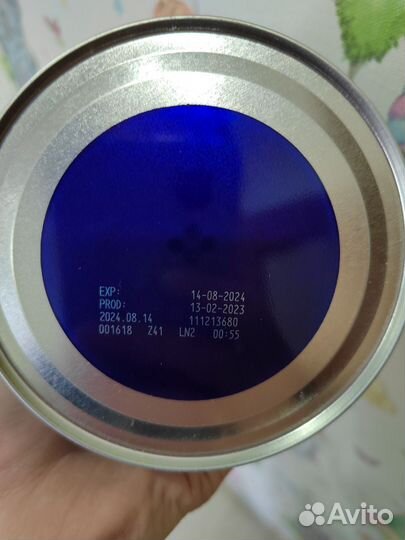 EXP: 14-08-2024
PROD: 13-02-2023
2024.08.14 111213680
001618 Z41 LN2 00:55
Avito